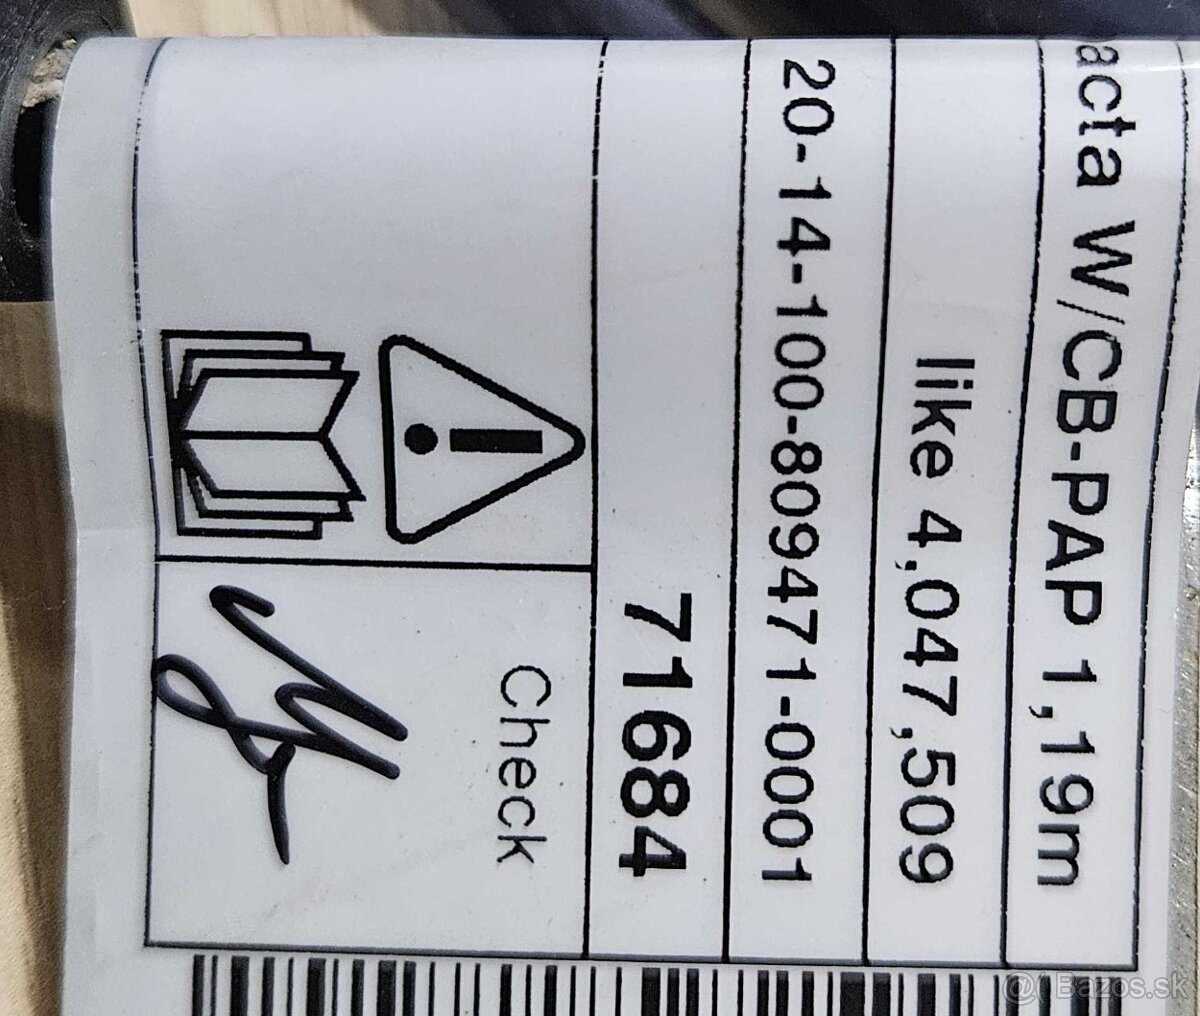 acta W/CB-PAP 1,19m
like 4,047,509
20-14-100-809471-0001
71684
Check
Bazos.sk